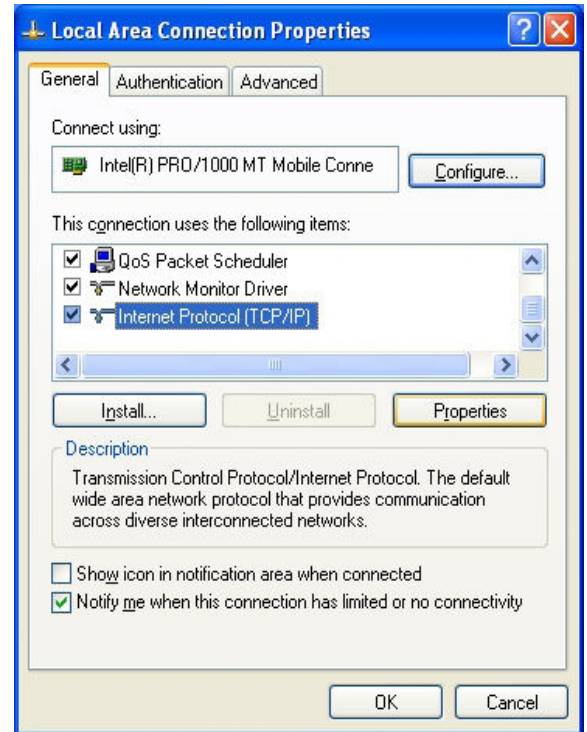 Local Area Connection Properties
General Authentication Advanced
Connect using:
Intel(R) PRO/1000 MT Mobile Conne
Configure...
This connection uses the following items:
QoS Packet Scheduler
Network Monitor Driver
Internet Protocol (TCP/IP)
Install... Uninstall Properties
Description
Transmission Control Protocol/Internet Protocol. The default
wide area network protocol that provides communication
across diverse interconnected networks.
Show icon in notification area when connected
Notify me when this connection has limited or no connectivity
OK Cancel